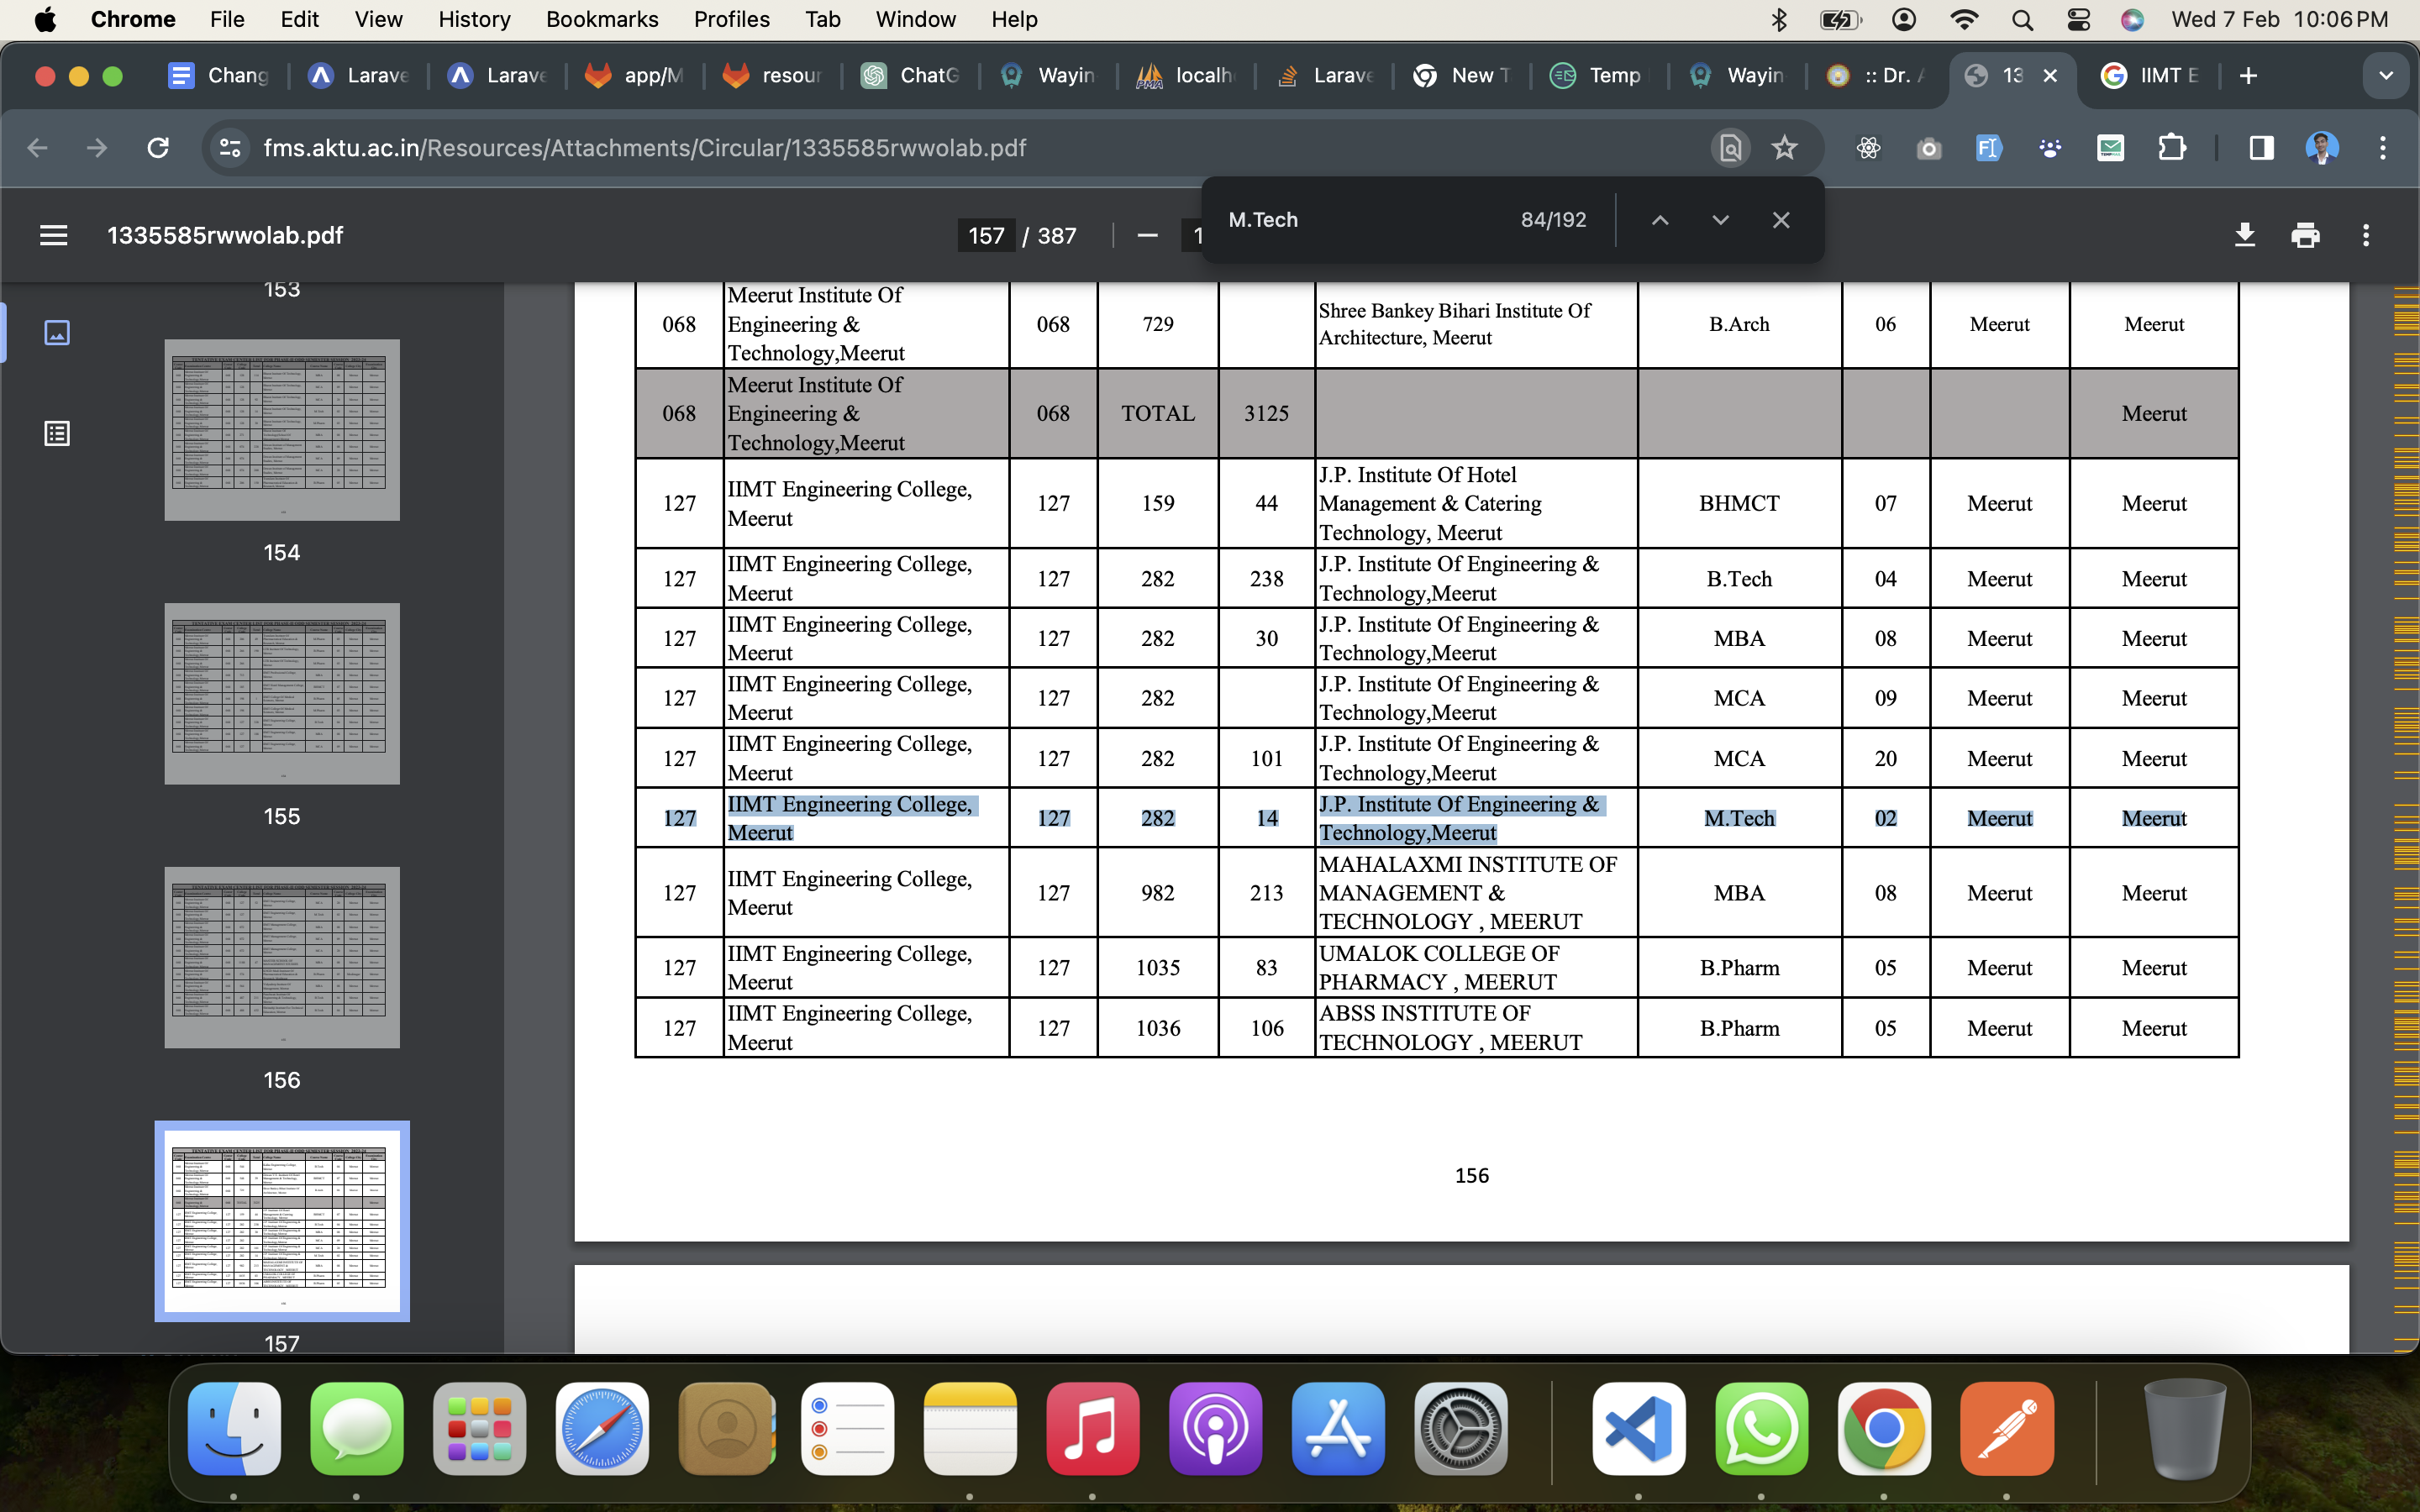 Chrome File Edit View History Bookmarks Profiles Tab Window Help Wed 7 Feb 10:06 PM
Chang Larave Larave app/M resour ChatG Wayin localh Larave New T Temp Wayin :: Dr. A 13 IIMT E
fms.aktu.ac.in/Resources/Attachments/Circular/1335585rwwolab.pdf
M.Tech 84/192
1335585rwwolab.pdf 157 / 387 1
153
154
155
156
157
Meerut Institute Of
068 Engineering & 068 729 Shree Bankey Bihari Institute Of B.Arch 06 Meerut Meerut
Technology,Meerut Architecture, Meerut
Meerut Institute Of
068 Engineering & 068 TOTAL 3125 Meerut
Technology,Meerut
127 IIMT Engineering College, 127 159 44 J.P. Institute Of Hotel BHMCT 07 Meerut Meerut
Meerut Management & Catering
Technology, Meerut
127 IIMT Engineering College, 127 282 238 J.P. Institute Of Engineering & B.Tech 04 Meerut Meerut
Meerut Technology,Meerut
127 IIMT Engineering College, 127 282 30 J.P. Institute Of Engineering & MBA 08 Meerut Meerut
Meerut Technology,Meerut
127 IIMT Engineering College, 127 282 J.P. Institute Of Engineering & MCA 09 Meerut Meerut
Meerut Technology,Meerut
127 IIMT Engineering College, 127 282 101 J.P. Institute Of Engineering & MCA 20 Meerut Meerut
Meerut Technology,Meerut
127 IIMT Engineering College, 127 282 14 J.P. Institute Of Engineering & M.Tech 02 Meerut Meerut
Meerut Technology,Meerut
127 IIMT Engineering College, 127 982 213 MAHALAXMI INSTITUTE OF MBA 08 Meerut Meerut
Meerut MANAGEMENT &
TECHNOLOGY , MEERUT
127 IIMT Engineering College, 127 1035 83 UMALOK COLLEGE OF B.Pharm 05 Meerut Meerut
Meerut PHARMACY , MEERUT
127 IIMT Engineering College, 127 1036 106 ABSS INSTITUTE OF B.Pharm 05 Meerut Meerut
Meerut TECHNOLOGY , MEERUT
156